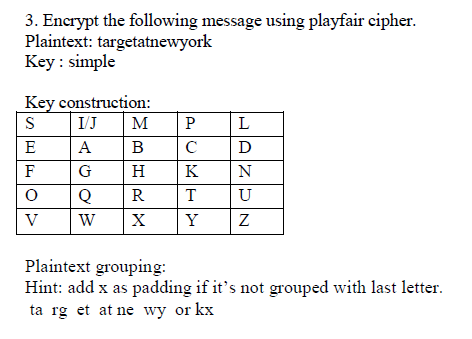 3. Encrypt the following message using playfair cipher.
Plaintext: targetatnewyork
Key : simple
Key construction:
S I/J M P L
E A B C D
F G H K N
O Q R T U
V W X Y Z
Plaintext grouping:
Hint: add x as padding if it's not grouped with last letter.
ta rg et at ne wy or kx